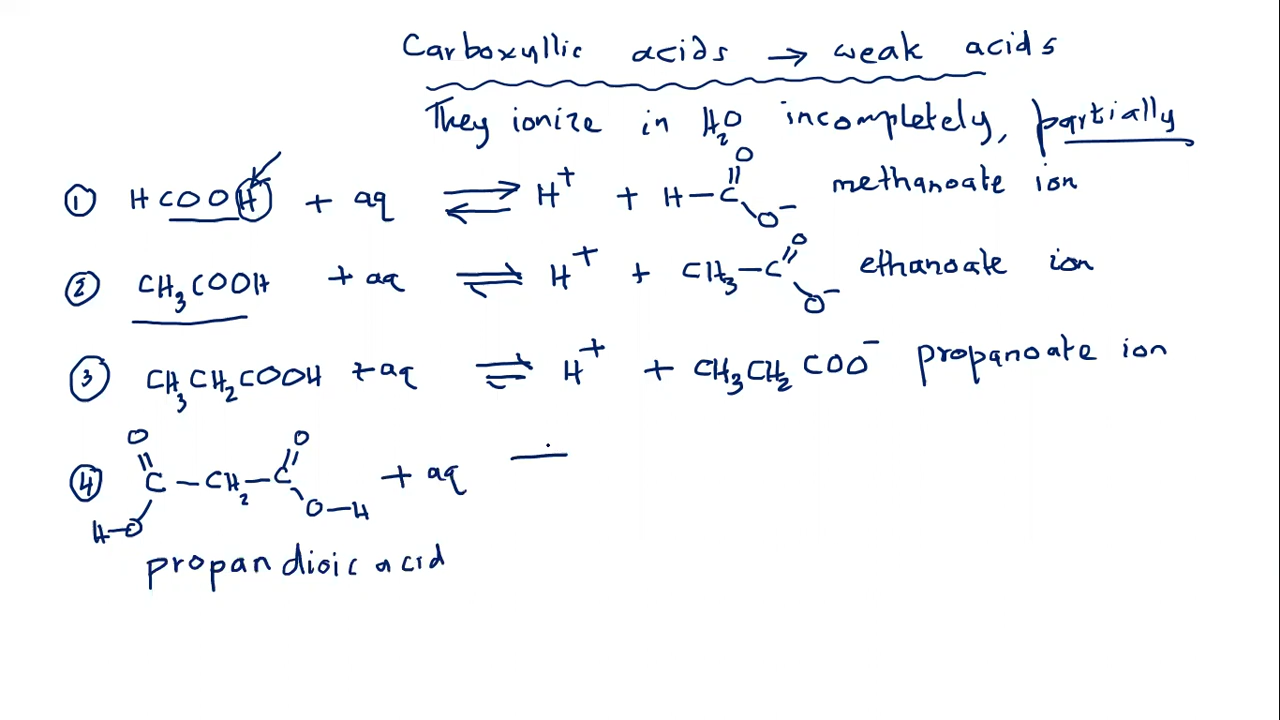 Carboxyllic acids → weak acids
They ionize in H₂O incompletely, partially
① HCOOH + aq ⇌ H⁺ + H-C(=O)O⁻ methanoate ion
② CH₃COOH + aq ⇌ H⁺ + CH₃-C(=O)O⁻ ethanoate ion
③ CH₃CH₂COOH + aq ⇌ H⁺ + CH₃CH₂COO⁻ propanoate ion
④ H-O-C(=O)-CH₂-C(=O)-O-H + aq
propandioic acid